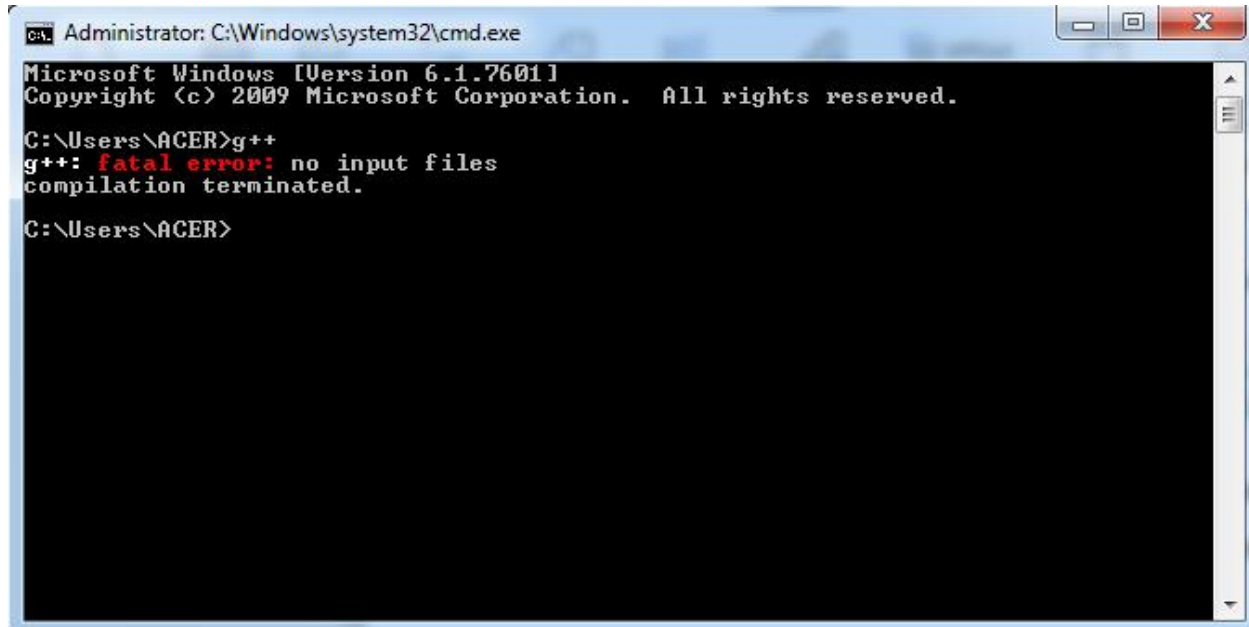 Administrator: C:\Windows\system32\cmd.exe
Microsoft Windows [Version 6.1.7601]
Copyright (c) 2009 Microsoft Corporation.  All rights reserved.
C:\Users\ACER>g++
g++: fatal error: no input files
compilation terminated.
C:\Users\ACER>